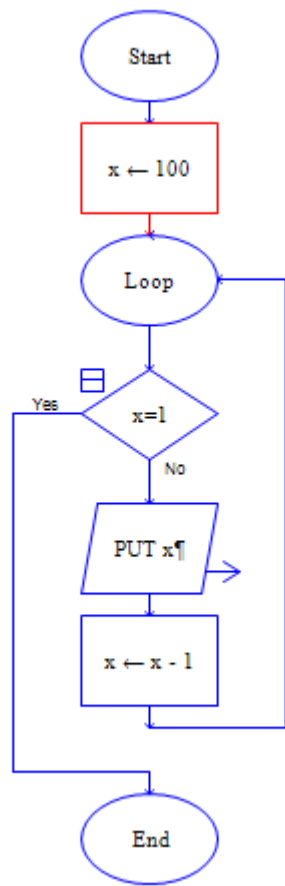 Start
x ← 100
Loop
x=1
Yes
No
PUT x¶
x ← x - 1
End